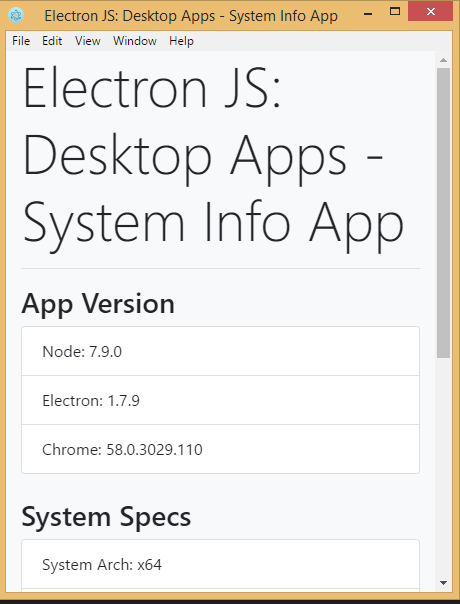 Electron JS: Desktop Apps - System Info App
File Edit View Window Help
Electron JS:
Desktop Apps -
System Info App
App Version
Node: 7.9.0
Electron: 1.7.9
Chrome: 58.0.3029.110
System Specs
System Arch: x64